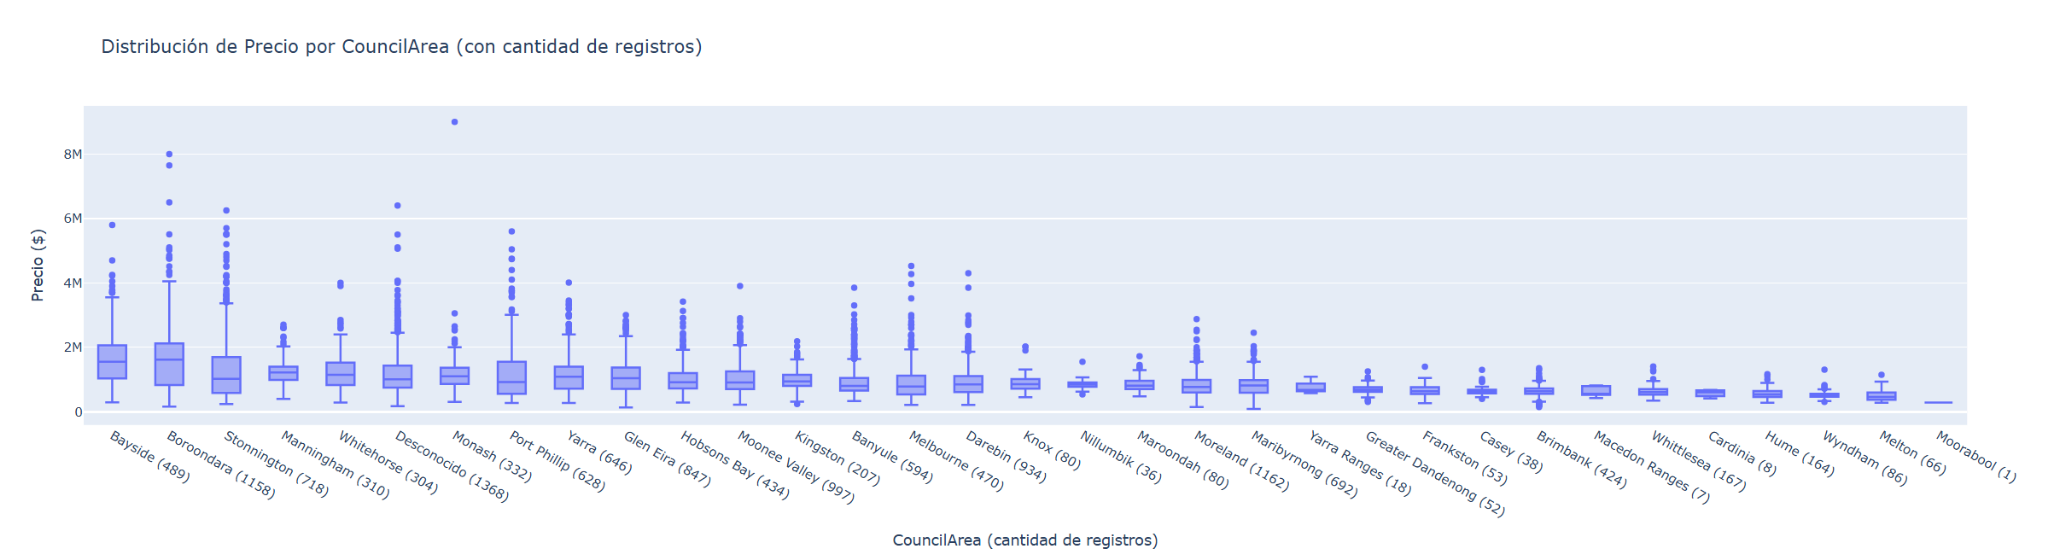 Distribución de Precio por CouncilArea (con cantidad de registros)
Precio ($)
8M
6M
4M
2M
0
Bayside (489)
Boroondara (1158)
Stonnington (718)
Manningham (310)
Whitehorse (304)
Desconocido (1368)
Monash (332)
Port Phillip (628)
Yarra (646)
Glen Eira (847)
Hobsons Bay (434)
Moonee Valley (997)
Kingston (207)
Banyule (594)
Melbourne (470)
Darebin (934)
Knox (80)
Nillumbik (36)
Maroondah (80)
Moreland (1162)
Maribyrnong (692)
Yarra Ranges (18)
Greater Dandenong (52)
Frankston (53)
Casey (38)
Brimbank (424)
Macedon Ranges (7)
Whittlesea (167)
Cardinia (8)
Hume (164)
Wyndham (86)
Melton (66)
Moorabool (1)
CouncilArea (cantidad de registros)